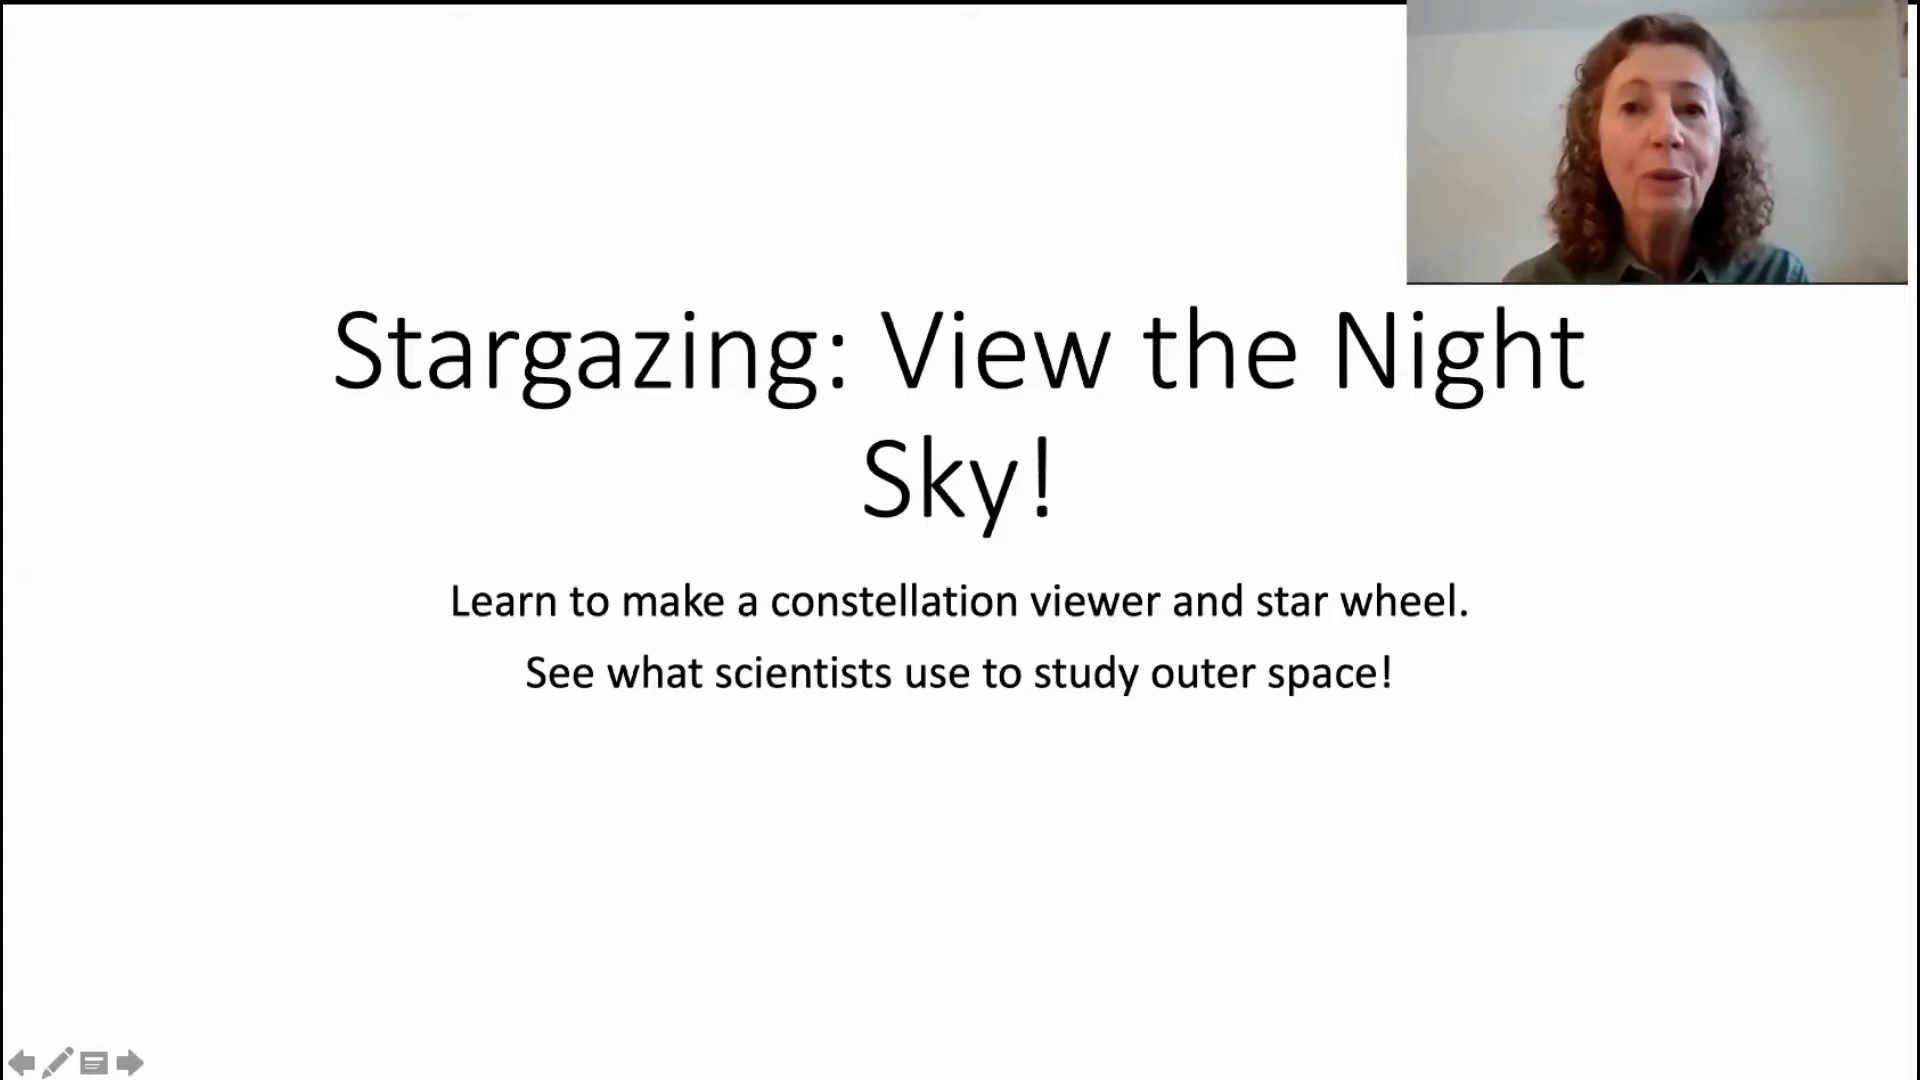 Stargazing: View the Night
Sky!
Learn to make a constellation viewer and star wheel.
See what scientists use to study outer space!